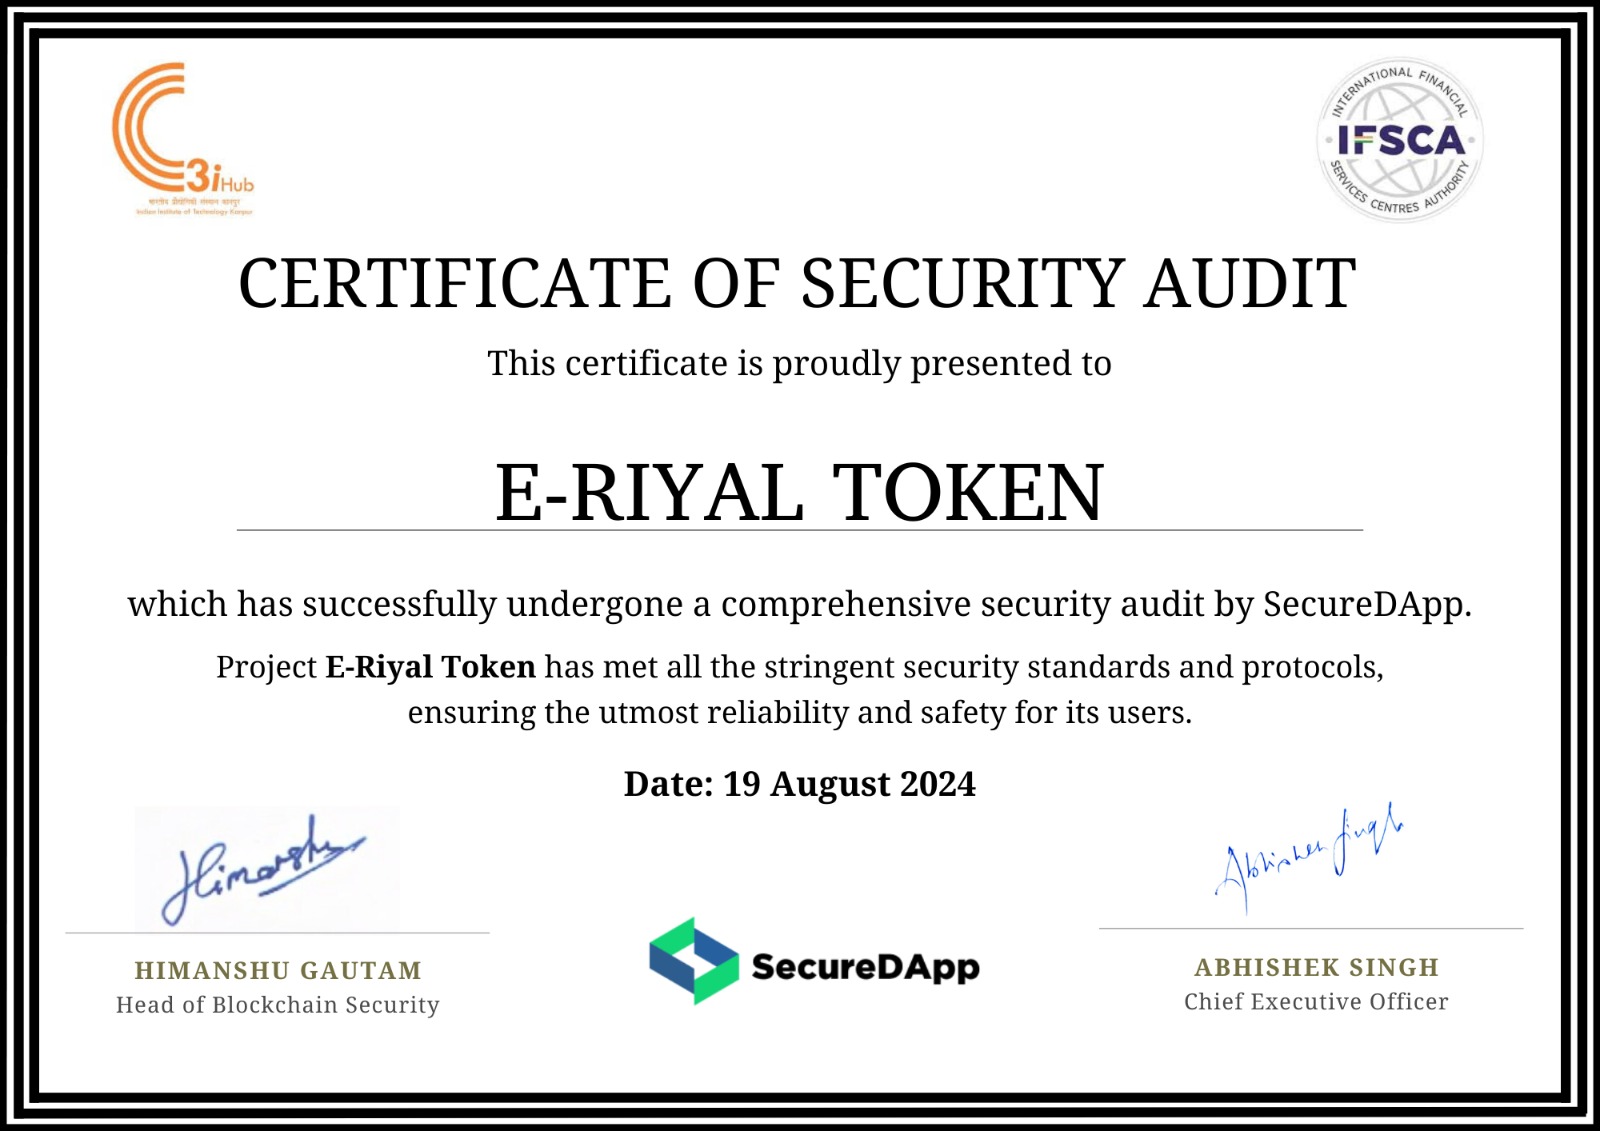 C3iHub
भारतीय प्रौद्योगिकी संस्थान कानपुर
Indian Institute of Technology Kanpur
INTERNATIONAL FINANCIAL
IFSCA
SERVICES CENTRES AUTHORITY
CERTIFICATE OF SECURITY AUDIT
This certificate is proudly presented to
E-RIYAL TOKEN
which has successfully undergone a comprehensive security audit by SecureDApp.
Project E-Riyal Token has met all the stringent security standards and protocols,
ensuring the utmost reliability and safety for its users.
Date: 19 August 2024
Himanshu
Abhishek Singh
HIMANSHU GAUTAM
Head of Blockchain Security
SecureDApp
ABHISHEK SINGH
Chief Executive Officer